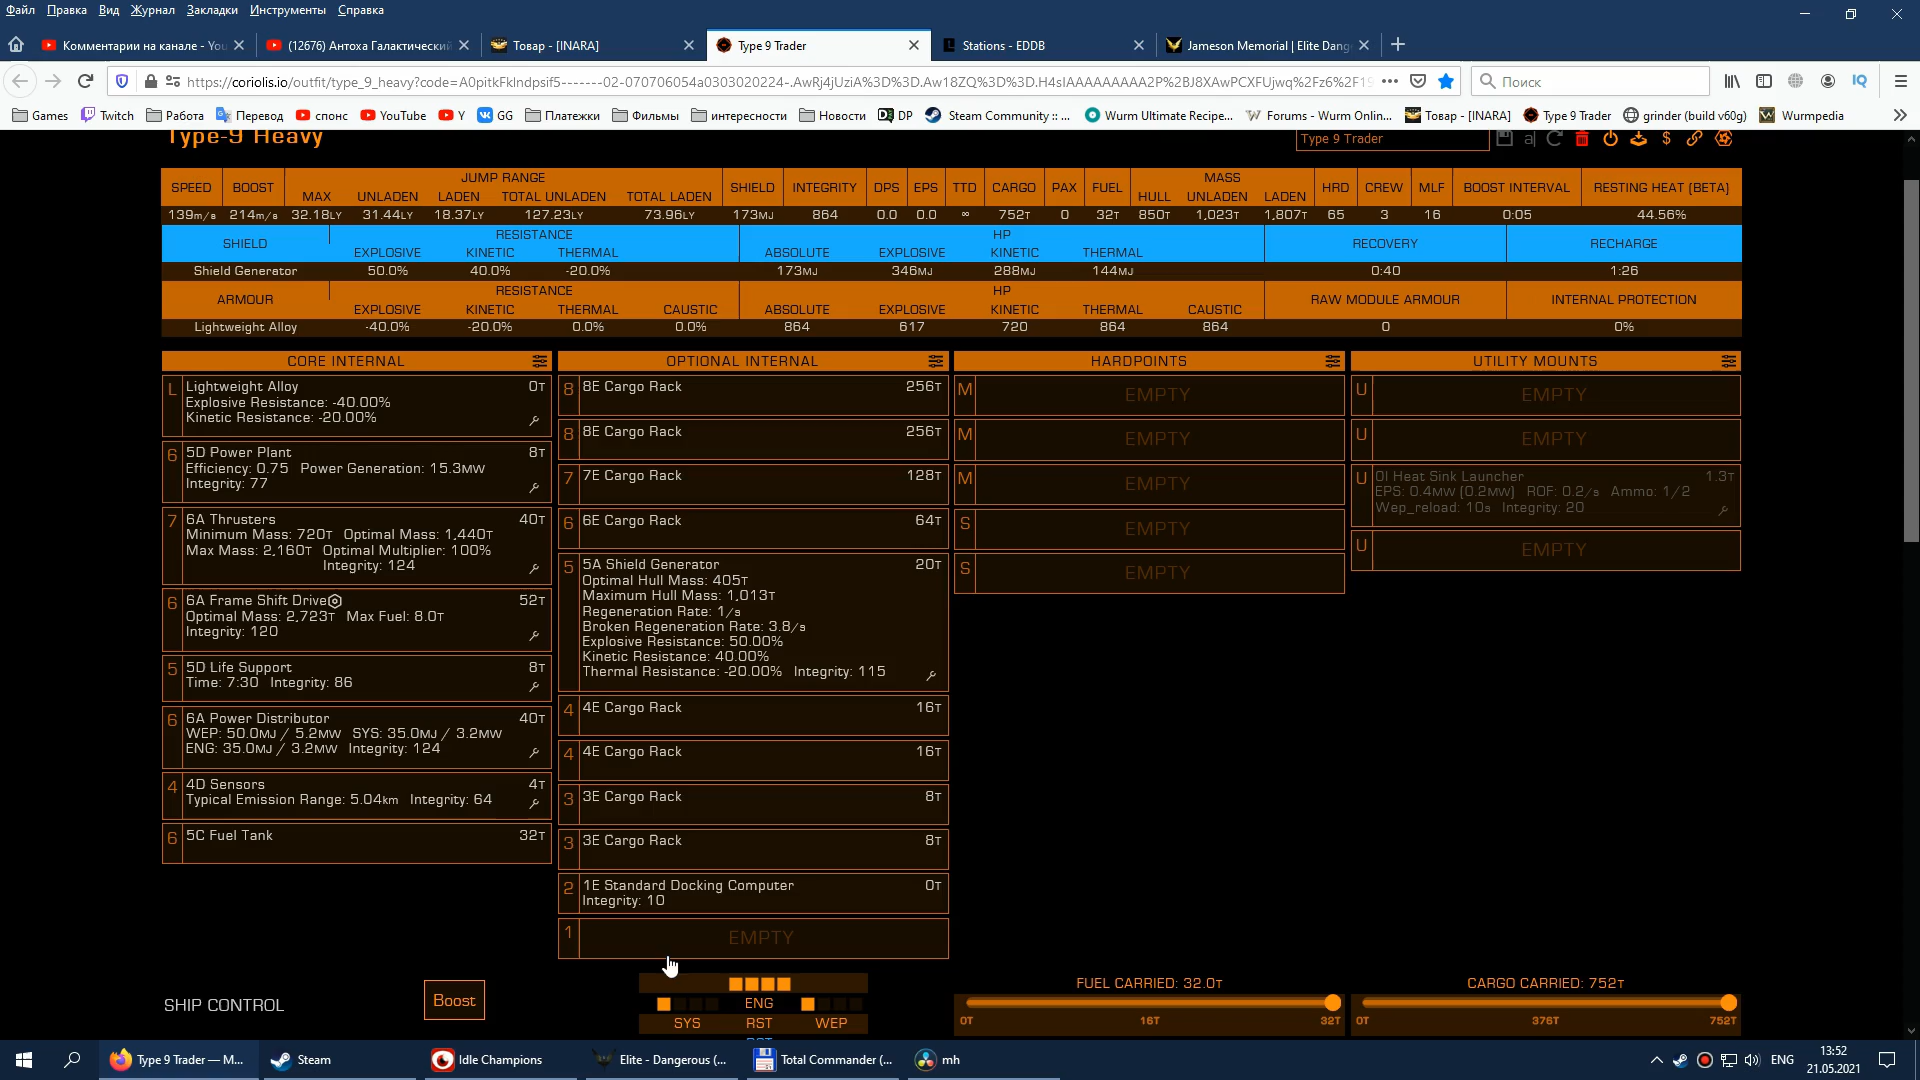 Файл Правка Вид Журнал Закладки Инструменты Справка
Комментарии на канале - You
(12676) Антоха Галактический
Товар - [INARA]
Type 9 Trader
Stations - EDDB
Jameson Memorial | Elite Dang
https://coriolis.io/outfit/type_9_heavy?code=A0pitkFklndpsif5-------02-070706054a0303020224-.AwRj4jUziA%3D%3D.Aw18ZQ%3D%3D.H4sIAAAAAAAA2P%2BJ8XAwPCXFUjwq%2Fz6%2F19
Поиск
Games Twitch Работа Перевод спонс YouTube Y GG Платежки Фильмы интересности Новости DP Steam Community :: ... Wurm Ultimate Recipe... Forums - Wurm Onlin... Товар - [INARA] Type 9 Trader grinder (build v60g) Wurmpedia
Type-9 Heavy
Type 9 Trader
SPEED BOOST JUMP RANGE SHIELD INTEGRITY DPS EPS TTD CARGO PAX FUEL MASS HRD CREW MLF BOOST INTERVAL RESTING HEAT (BETA)
MAX UNLADEN LADEN TOTAL UNLADEN TOTAL LADEN HULL UNLADEN LADEN
139m/s 214m/s 32.18LY 31.44LY 18.37LY 127.23LY 73.96LY 173MJ 864 0.0 0.0 ∞ 752T 0 32T 850T 1,023T 1,807T 65 3 16 0:05 44.56%
SHIELD RESISTANCE HP RECOVERY RECHARGE
EXPLOSIVE KINETIC THERMAL ABSOLUTE EXPLOSIVE KINETIC THERMAL
Shield Generator 50.0% 40.0% -20.0% 173MJ 346MJ 288MJ 144MJ 0:40 1:26
ARMOUR RESISTANCE HP RAW MODULE ARMOUR INTERNAL PROTECTION
EXPLOSIVE KINETIC THERMAL CAUSTIC ABSOLUTE EXPLOSIVE KINETIC THERMAL CAUSTIC
Lightweight Alloy -40.0% -20.0% 0.0% 0.0% 864 617 720 864 864 0 0%
CORE INTERNAL
L Lightweight Alloy 0T
Explosive Resistance: -40.00%
Kinetic Resistance: -20.00%
6 5D Power Plant 8T
Efficiency: 0.75 Power Generation: 15.3MW
Integrity: 77
7 6A Thrusters 40T
Minimum Mass: 720T Optimal Mass: 1,440T
Max Mass: 2,160T Optimal Multiplier: 100%
Integrity: 124
6 6A Frame Shift Drive 52T
Optimal Mass: 2,723T Max Fuel: 8.0T
Integrity: 120
5 5D Life Support 8T
Time: 7:30 Integrity: 86
6 6A Power Distributor 40T
WEP: 50.0MJ / 5.2MW SYS: 35.0MJ / 3.2MW
ENG: 35.0MJ / 3.2MW Integrity: 124
4 4D Sensors 4T
Typical Emission Range: 5.04km Integrity: 64
6 5C Fuel Tank 32T
OPTIONAL INTERNAL
8 8E Cargo Rack 256T
8 8E Cargo Rack 256T
7 7E Cargo Rack 128T
6 6E Cargo Rack 64T
5 5A Shield Generator 20T
Optimal Hull Mass: 405T
Maximum Hull Mass: 1,013T
Regeneration Rate: 1/s
Broken Regeneration Rate: 3.8/s
Explosive Resistance: 50.00%
Kinetic Resistance: 40.00%
Thermal Resistance: -20.00% Integrity: 115
4 4E Cargo Rack 16T
4 4E Cargo Rack 16T
3 3E Cargo Rack 8T
3 3E Cargo Rack 8T
2 1E Standard Docking Computer 0T
Integrity: 10
1 EMPTY
HARDPOINTS
M EMPTY
M EMPTY
M EMPTY
S EMPTY
S EMPTY
UTILITY MOUNTS
U EMPTY
U EMPTY
U 0I Heat Sink Launcher 1.3T
EPS: 0.4MW (0.2MW) ROF: 0.2/s Ammo: 1/2
Wep_reload: 10s Integrity: 20
U EMPTY
SHIP CONTROL
Boost
ENG
SYS RST WEP
FUEL CARRIED: 32.0T
0T 16T 32T
CARGO CARRIED: 752T
0T 376T 752T
Type 9 Trader — M... Steam Idle Champions Elite - Dangerous (... Total Commander (... mh
ENG
13:52
21.05.2021